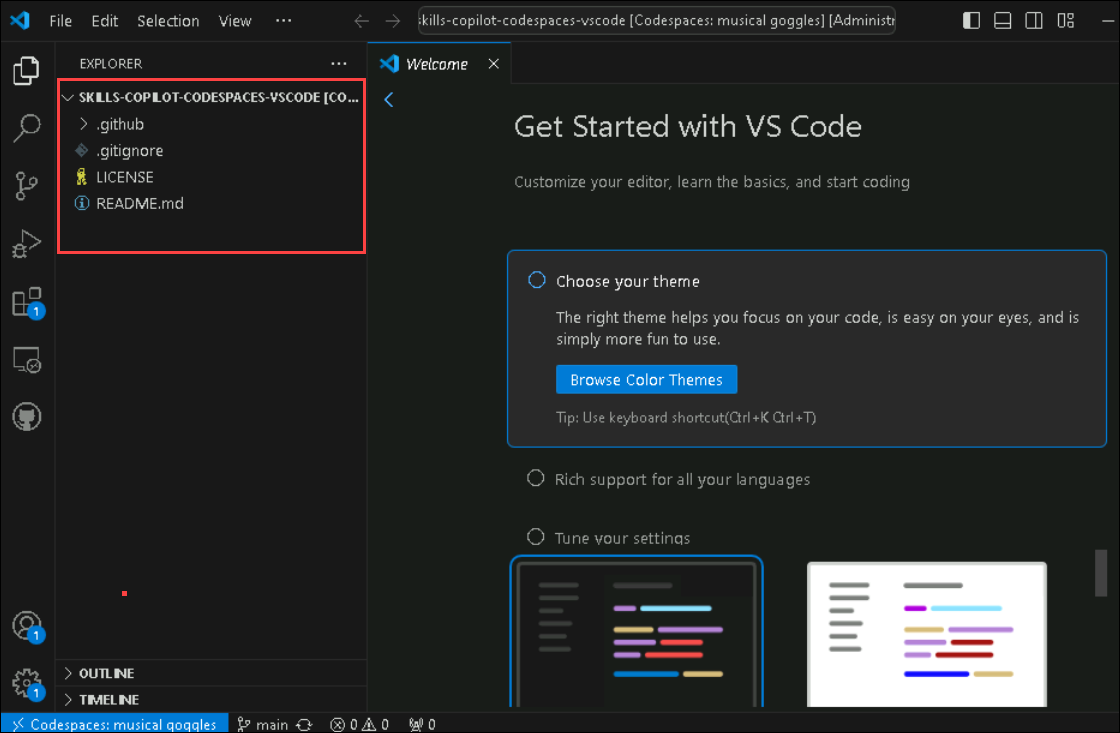 File Edit Selection View ···
kills-copilot-codespaces-vscode [Codespaces: musical goggles] [Administr
EXPLORER ···
Welcome
SKILLS-COPILOT-CODESPACES-VSCODE [CO...
.github
.gitignore
LICENSE
README.md
Get Started with VS Code
Customize your editor, learn the basics, and start coding
Choose your theme
The right theme helps you focus on your code, is easy on your eyes, and is
simply more fun to use.
Browse Color Themes
Tip: Use keyboard shortcut(Ctrl+K Ctrl+T)
Rich support for all your languages
Tune your settings
1
1
1
OUTLINE
TIMELINE
Codespaces: musical goggles main 0 0 0